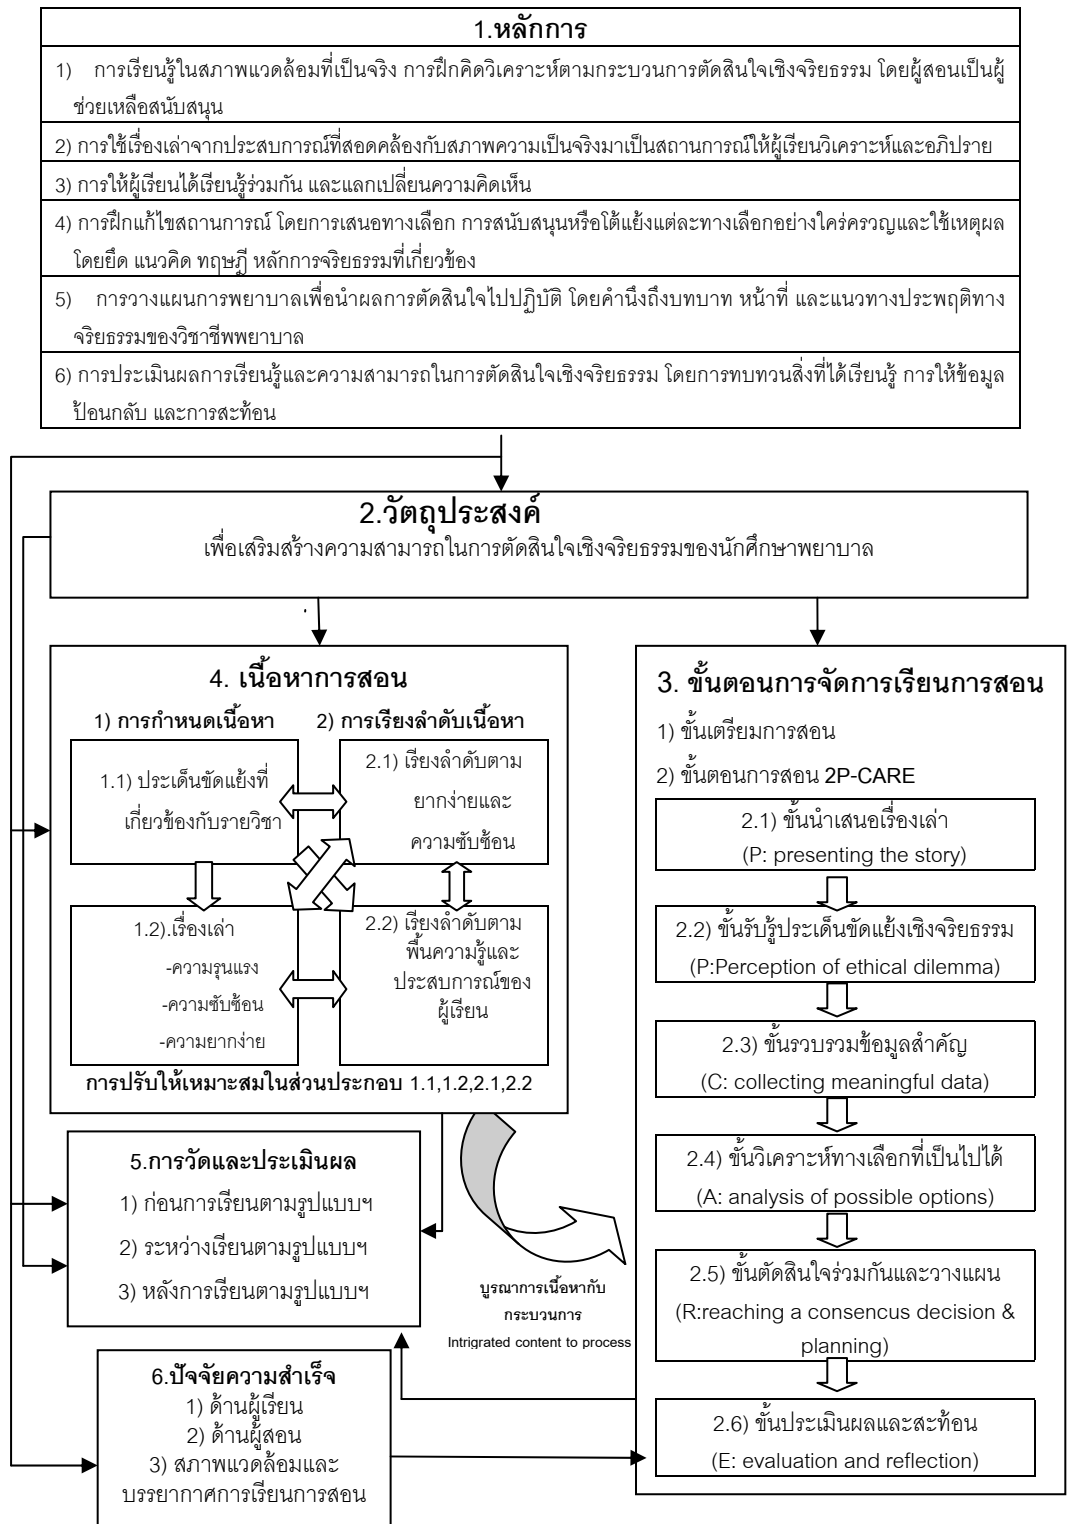 1.หลักการ
1) การเรียนรู้ในสภาพแวดล้อมที่เป็นจริง การฝึกคิดวิเคราะห์ตามกระบวนการตัดสินใจเชิงจริยธรรม โดยผู้สอนเป็นผู้
ช่วยเหลือสนับสนุน
2) การใช้เรื่องเล่าจากประสบการณ์ที่สอดคล้องกับสภาพความเป็นจริงมาเป็นสถานการณ์ให้ผู้เรียนวิเคราะห์และอภิปราย
3) การให้ผู้เรียนได้เรียนรู้ร่วมกัน และแลกเปลี่ยนความคิดเห็น
4) การฝึกแก้ไขสถานการณ์ โดยการเสนอทางเลือก การสนับสนุนหรือโต้แย้งแต่ละทางเลือกอย่างใคร่ครวญและใช้เหตุผล
โดยยึด แนวคิด ทฤษฎี หลักการจริยธรรมที่เกี่ยวข้อง
5) การวางแผนการพยาบาลเพื่อนำผลการตัดสินใจไปปฏิบัติ โดยคำนึงถึงบทบาท หน้าที่ และแนวทางประพฤติทาง
จริยธรรมของวิชาชีพพยาบาล
6) การประเมินผลการเรียนรู้และความสามารถในการตัดสินใจเชิงจริยธรรม โดยการทบทวนสิ่งที่ได้เรียนรู้ การให้ข้อมูล
ป้อนกลับ และการสะท้อน
2.วัตถุประสงค์
เพื่อเสริมสร้างความสามารถในการตัดสินใจเชิงจริยธรรมของนักศึกษาพยาบาล
4. เนื้อหาการสอน
1) การกำหนดเนื้อหา
2) การเรียงลำดับเนื้อหา
1.1) ประเด็นขัดแย้งที่
เกี่ยวข้องกับรายวิชา
2.1) เรียงลำดับตาม
ยากง่ายและ
ความซับซ้อน
1.2).เรื่องเล่า
-ความรุนแรง
-ความซับซ้อน
-ความยากง่าย
2.2) เรียงลำดับตาม
พื้นความรู้และ
ประสบการณ์ของ
ผู้เรียน
การปรับให้เหมาะสมในส่วนประกอบ 1.1,1.2,2.1,2.2
3. ขั้นตอนการจัดการเรียนการสอน
1) ขั้นเตรียมการสอน
2) ขั้นตอนการสอน 2P-CARE
2.1) ขั้นนำเสนอเรื่องเล่า
(P: presenting the story)
2.2) ขั้นรับรู้ประเด็นขัดแย้งเชิงจริยธรรม
(P:Perception of ethical dilemma)
2.3) ขั้นรวบรวมข้อมูลสำคัญ
(C: collecting meaningful data)
2.4) ขั้นวิเคราะห์ทางเลือกที่เป็นไปได้
(A: analysis of possible options)
2.5) ขั้นตัดสินใจร่วมกันและวางแผน
(R:reaching a consencus decision &
planning)
2.6) ขั้นประเมินผลและสะท้อน
(E: evaluation and reflection)
5.การวัดและประเมินผล
1) ก่อนการเรียนตามรูปแบบฯ
2) ระหว่างเรียนตามรูปแบบฯ
3) หลังการเรียนตามรูปแบบฯ
บูรณาการเนื้อหากับ
กระบวนการ
Intrigrated content to process
6.ปัจจัยความสำเร็จ
1) ด้านผู้เรียน
2) ด้านผู้สอน
3) สภาพแวดล้อมและ
บรรยากาศการเรียนการสอน